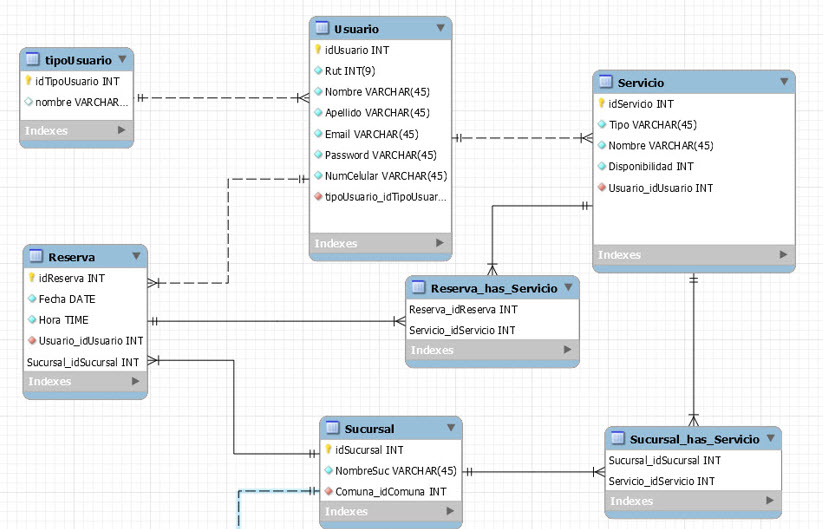 tipoUsuario
idTipoUsuario INT
nombre VARCHAR...
Indexes
Usuario
idUsuario INT
Rut INT(9)
Nombre VARCHAR(45)
Apellido VARCHAR(45)
Email VARCHAR(45)
Password VARCHAR(45)
NumCelular VARCHAR(45)
tipoUsuario_idTipoUsuar...
Indexes
Servicio
idServicio INT
Tipo VARCHAR(45)
Nombre VARCHAR(45)
Disponibilidad INT
Usuario_idUsuario INT
Indexes
Reserva
idReserva INT
Fecha DATE
Hora TIME
Usuario_idUsuario INT
Sucursal_idSucursal INT
Indexes
Reserva_has_Servicio
Reserva_idReserva INT
Servicio_idServicio INT
Indexes
Sucursal
idSucursal INT
NombreSuc VARCHAR(45)
Comuna_idComuna INT
Indexes
Sucursal_has_Servicio
Sucursal_idSucursal INT
Servicio_idServicio INT
Indexes